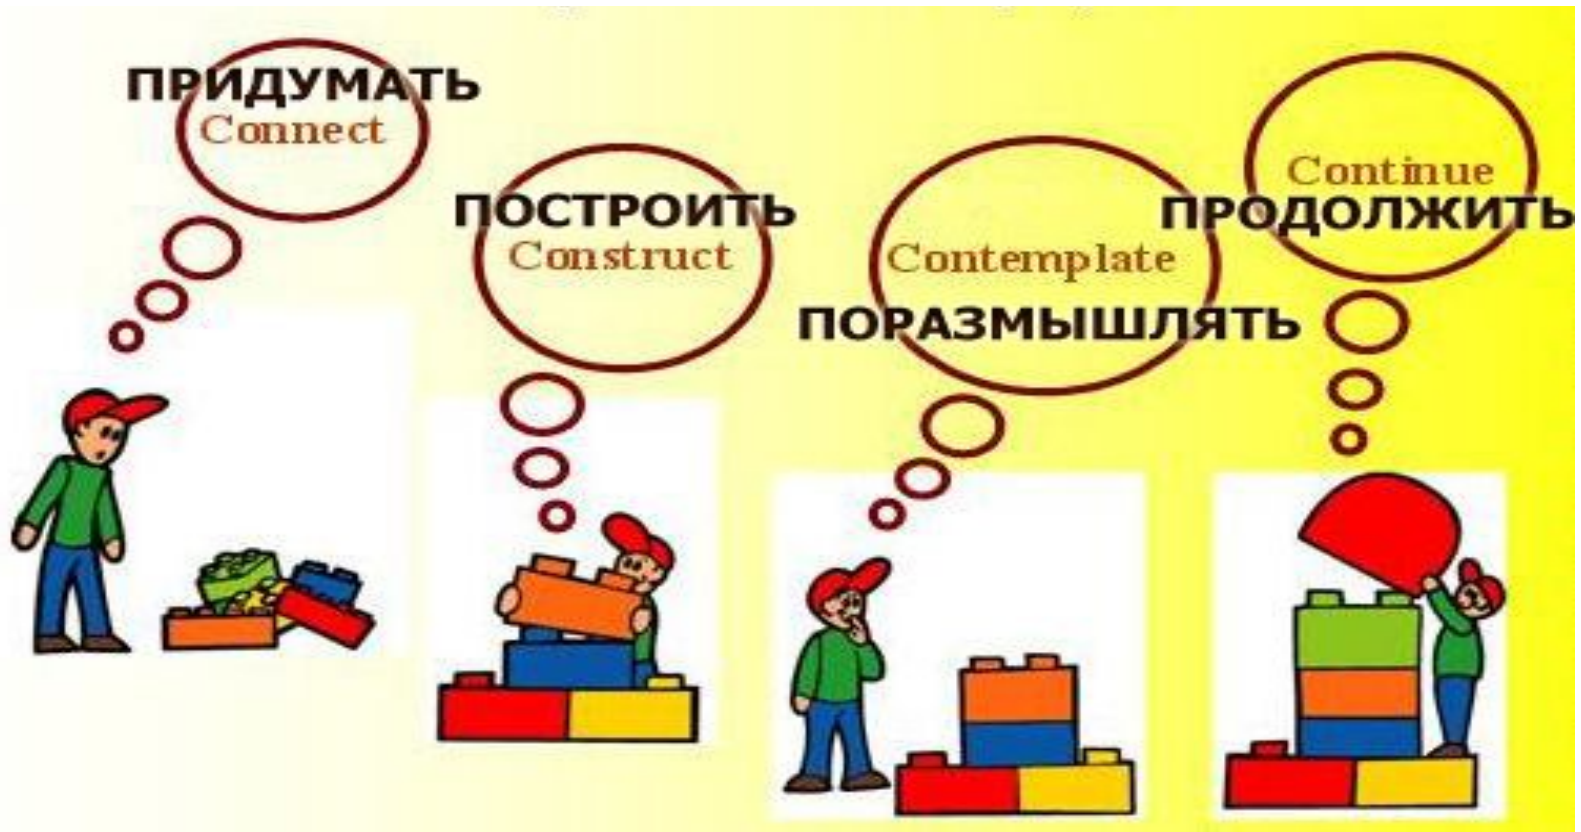 ПРИДУМАТЬ
Connect
ПОСТРОИТЬ
Construct
Contemplate
ПОРАЗМЫШЛЯТЬ
Continue
ПРОДОЛЖИТЬ